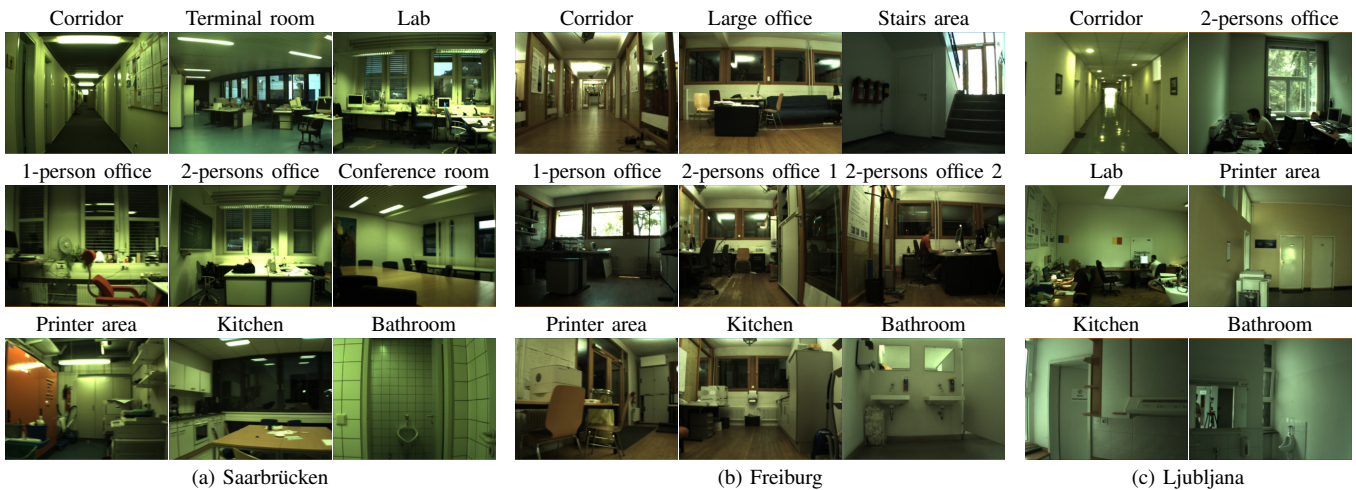 Corridor Terminal room Lab Corridor Large office Stairs area Corridor 2-persons office
1-person office 2-persons office Conference room 1-person office 2-persons office 1 2-persons office 2 Lab Printer area
Printer area Kitchen Bathroom Printer area Kitchen Bathroom Kitchen Bathroom
(a) Saarbrücken (b) Freiburg (c) Ljubljana